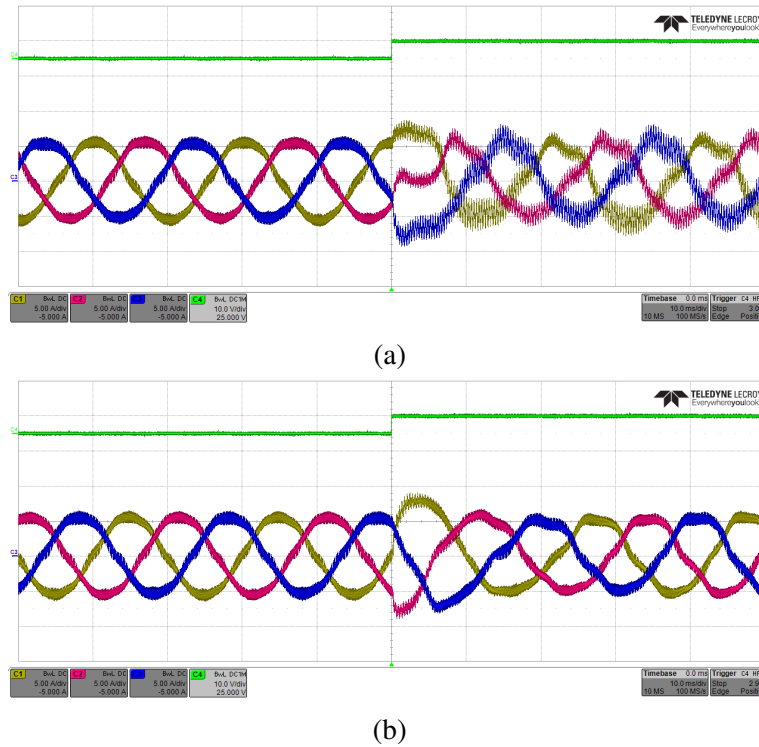 TELEDYNE LECROY
Everywhereyoulook
C4
C1 BwL DC C2 BwL DC BwL DC C4 BwL DC1M
5.00 A/div 5.00 A/div 5.00 A/div 10.0 V/div
-5.000 A -5.000 A -5.000 A 25.000 V
Timebase 0.0 ms Trigger C4
10.0 ms/div Stop
10 MS 100 MS/s Edge
(a)
TELEDYNE LECROY
Everywhereyoulook
C4
C1 BwL DC C2 BwL DC BwL DC C4 BwL DC1M
5.00 A/div 5.00 A/div 5.00 A/div 10.0 V/div
-5.000 A -5.000 A -5.000 A 25.000 V
Timebase 0.0 ms Trigger C4
10.0 ms/div Stop
10 MS 100 MS/s Edge
(b)